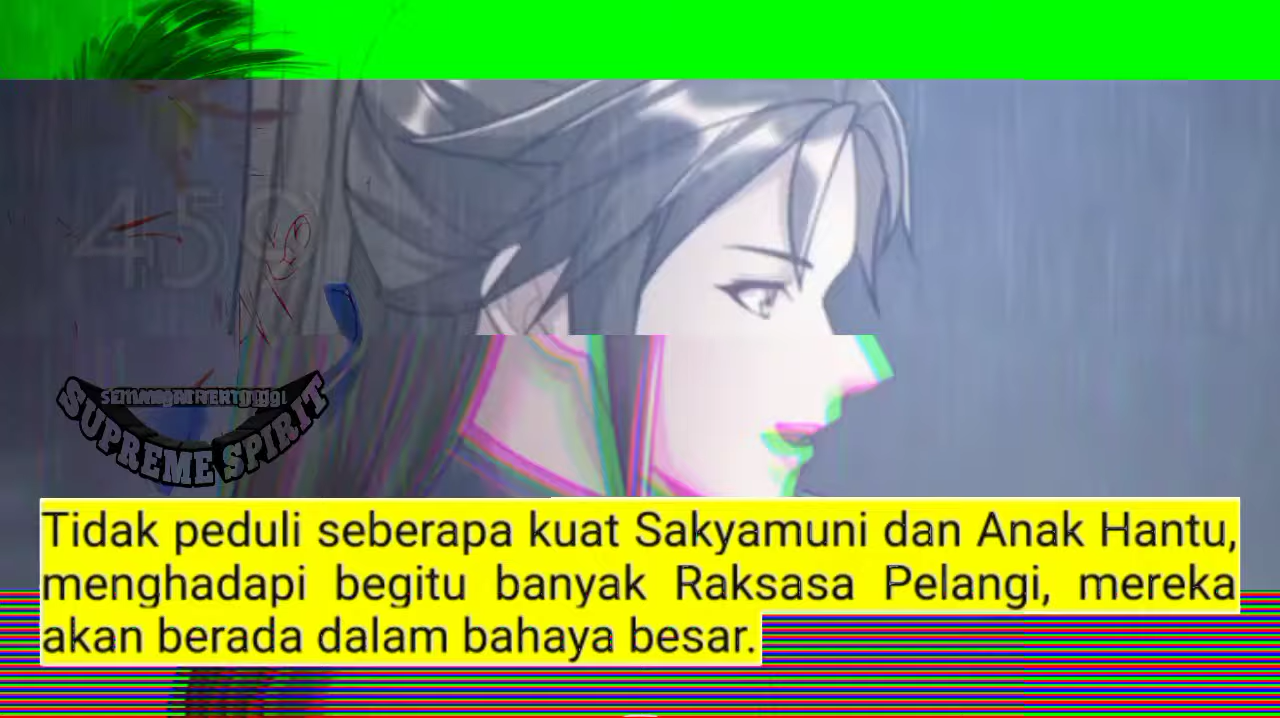 459
SUPREME SPIRIT
Tidak peduli seberapa kuat Sakyamuni dan Anak Hantu,
menghadapi begitu banyak Raksasa Pelangi, mereka
akan berada dalam bahaya besar.